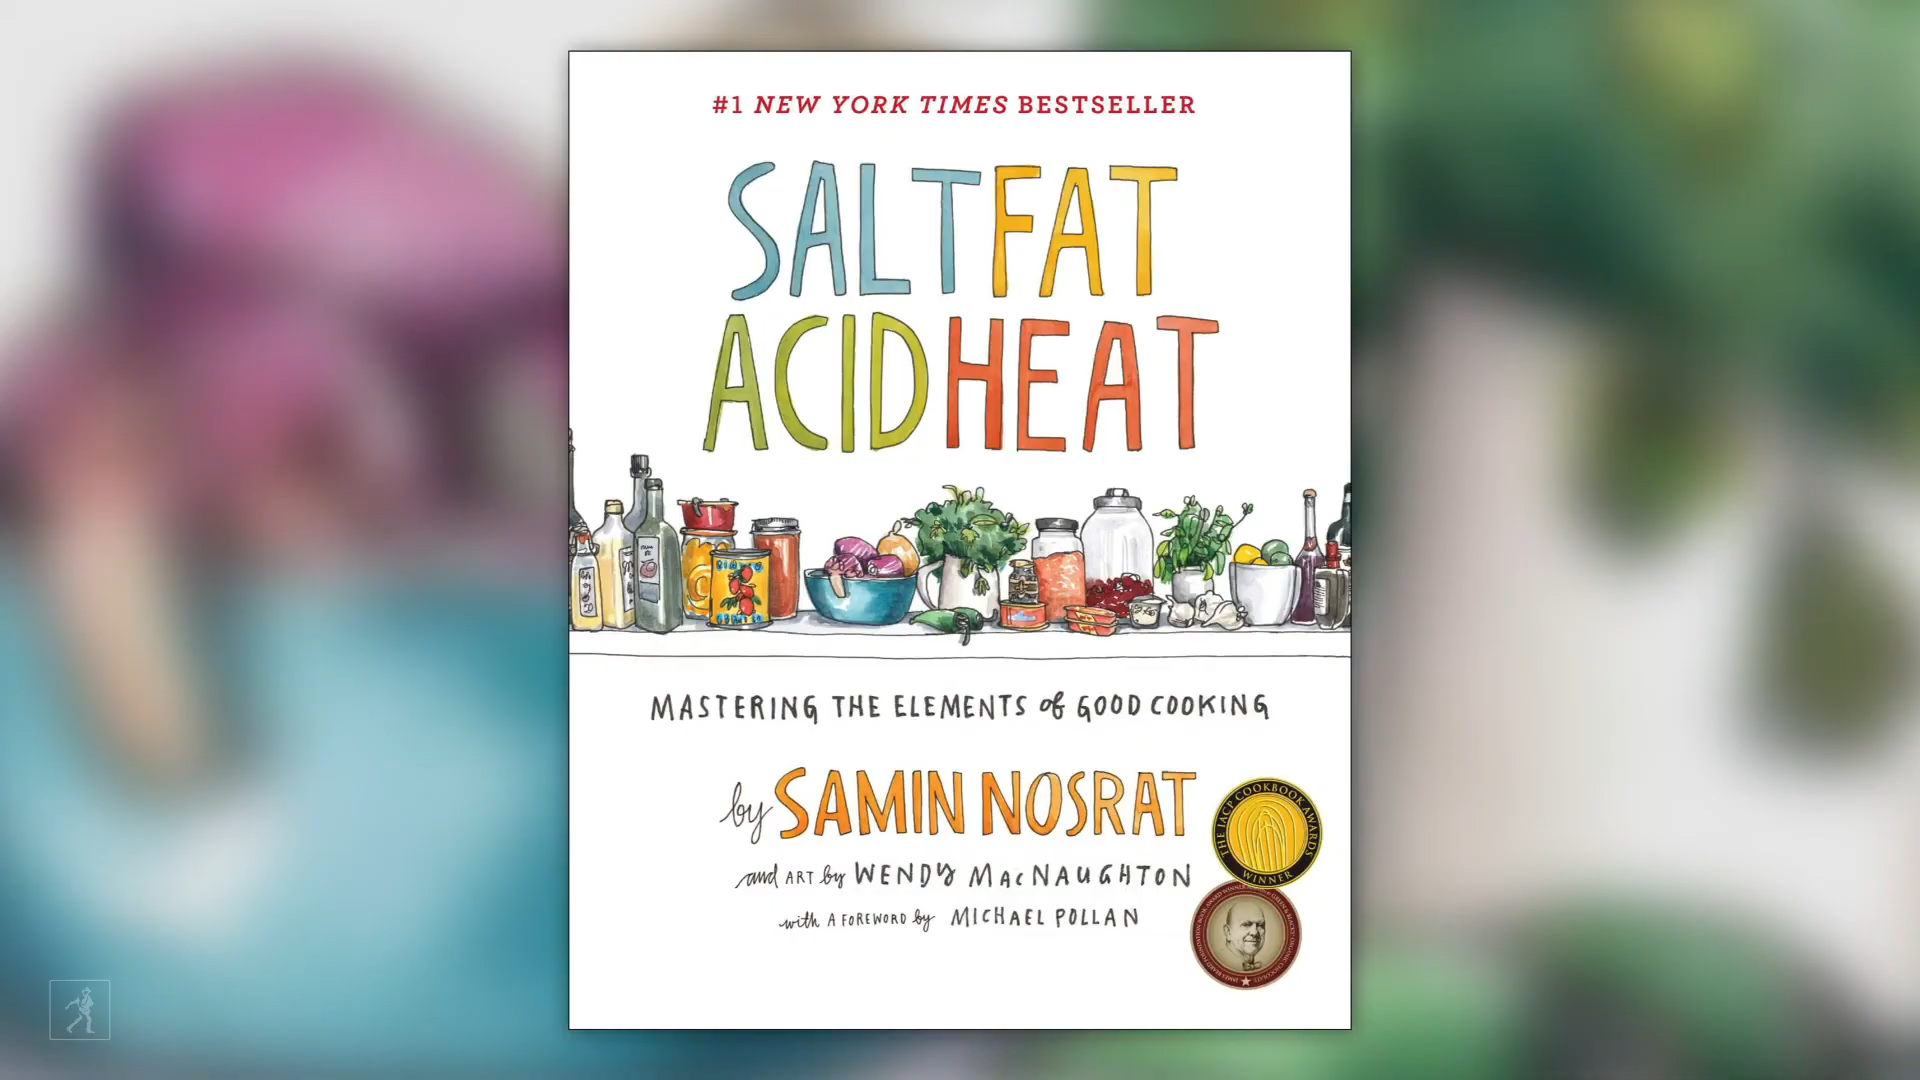 #1 NEW YORK TIMES BESTSELLER
SALT FAT
ACID HEAT
MASTERING THE ELEMENTS of GOOD COOKING
by SAMIN NOSRAT
and ART by WENDY MACNAUGHTON
with A FOREWORD by MICHAEL POLLAN
THE IACP COOKBOOK AWARDS
WINNER